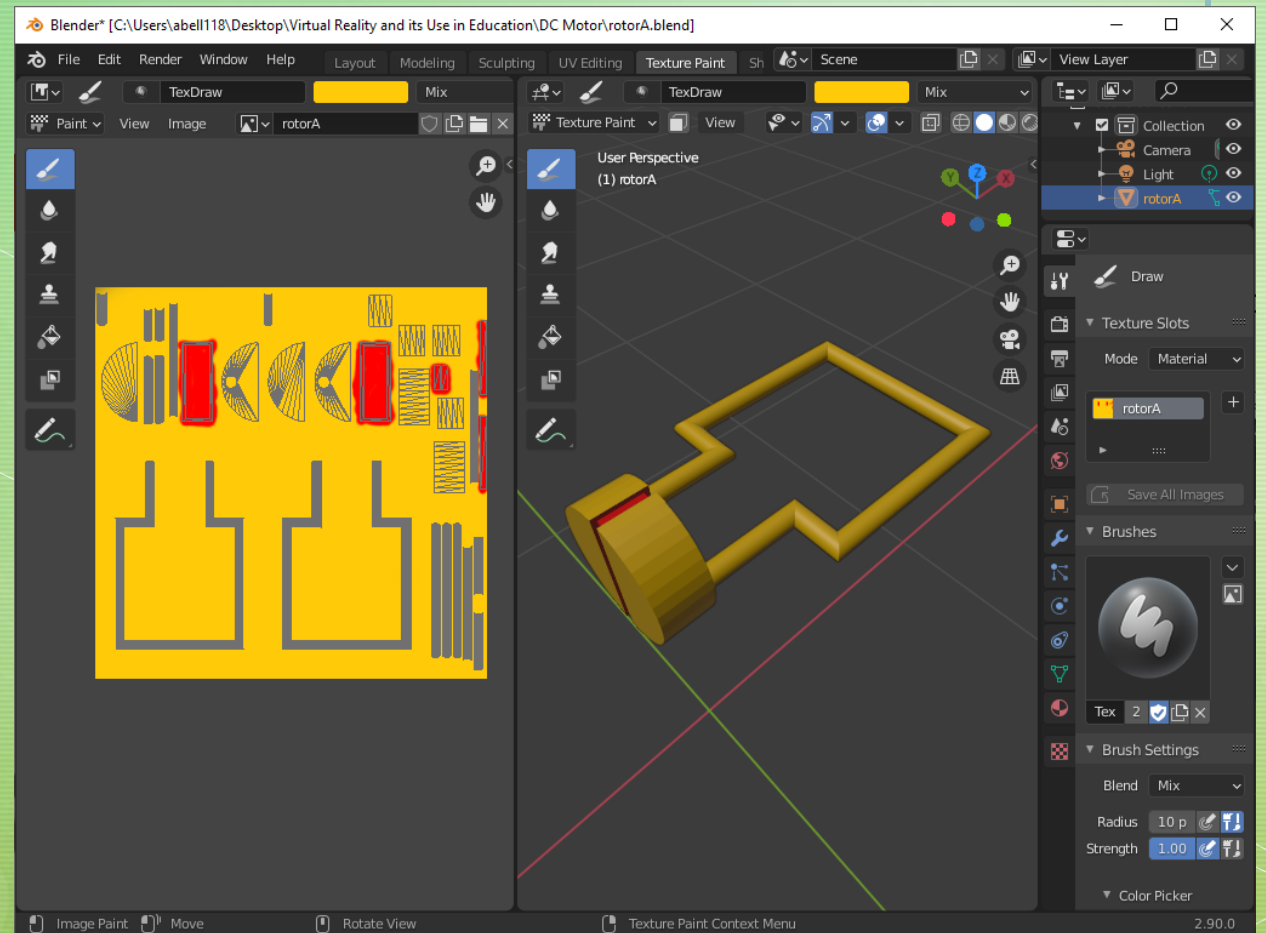 Blender* [C:\Users\abell118\Desktop\Virtual Reality and its Use in Education\DC Motor\rotorA.blend]
File Edit Render Window Help Layout Modeling Sculpting UV Editing Texture Paint Sh Scene View Layer
TexDraw Mix
Paint View Image rotorA
TexDraw Mix
Texture Paint View
User Perspective
(1) rotorA
Y Z X
Collection
Camera
Light
rotorA
Draw
Texture Slots
Mode Material
rotorA
Save All Images
Brushes
Tex 2
Brush Settings
Blend Mix
Radius 10 p
Strength 1.00
Color Picker
Image Paint Move Rotate View Texture Paint Context Menu 2.90.0